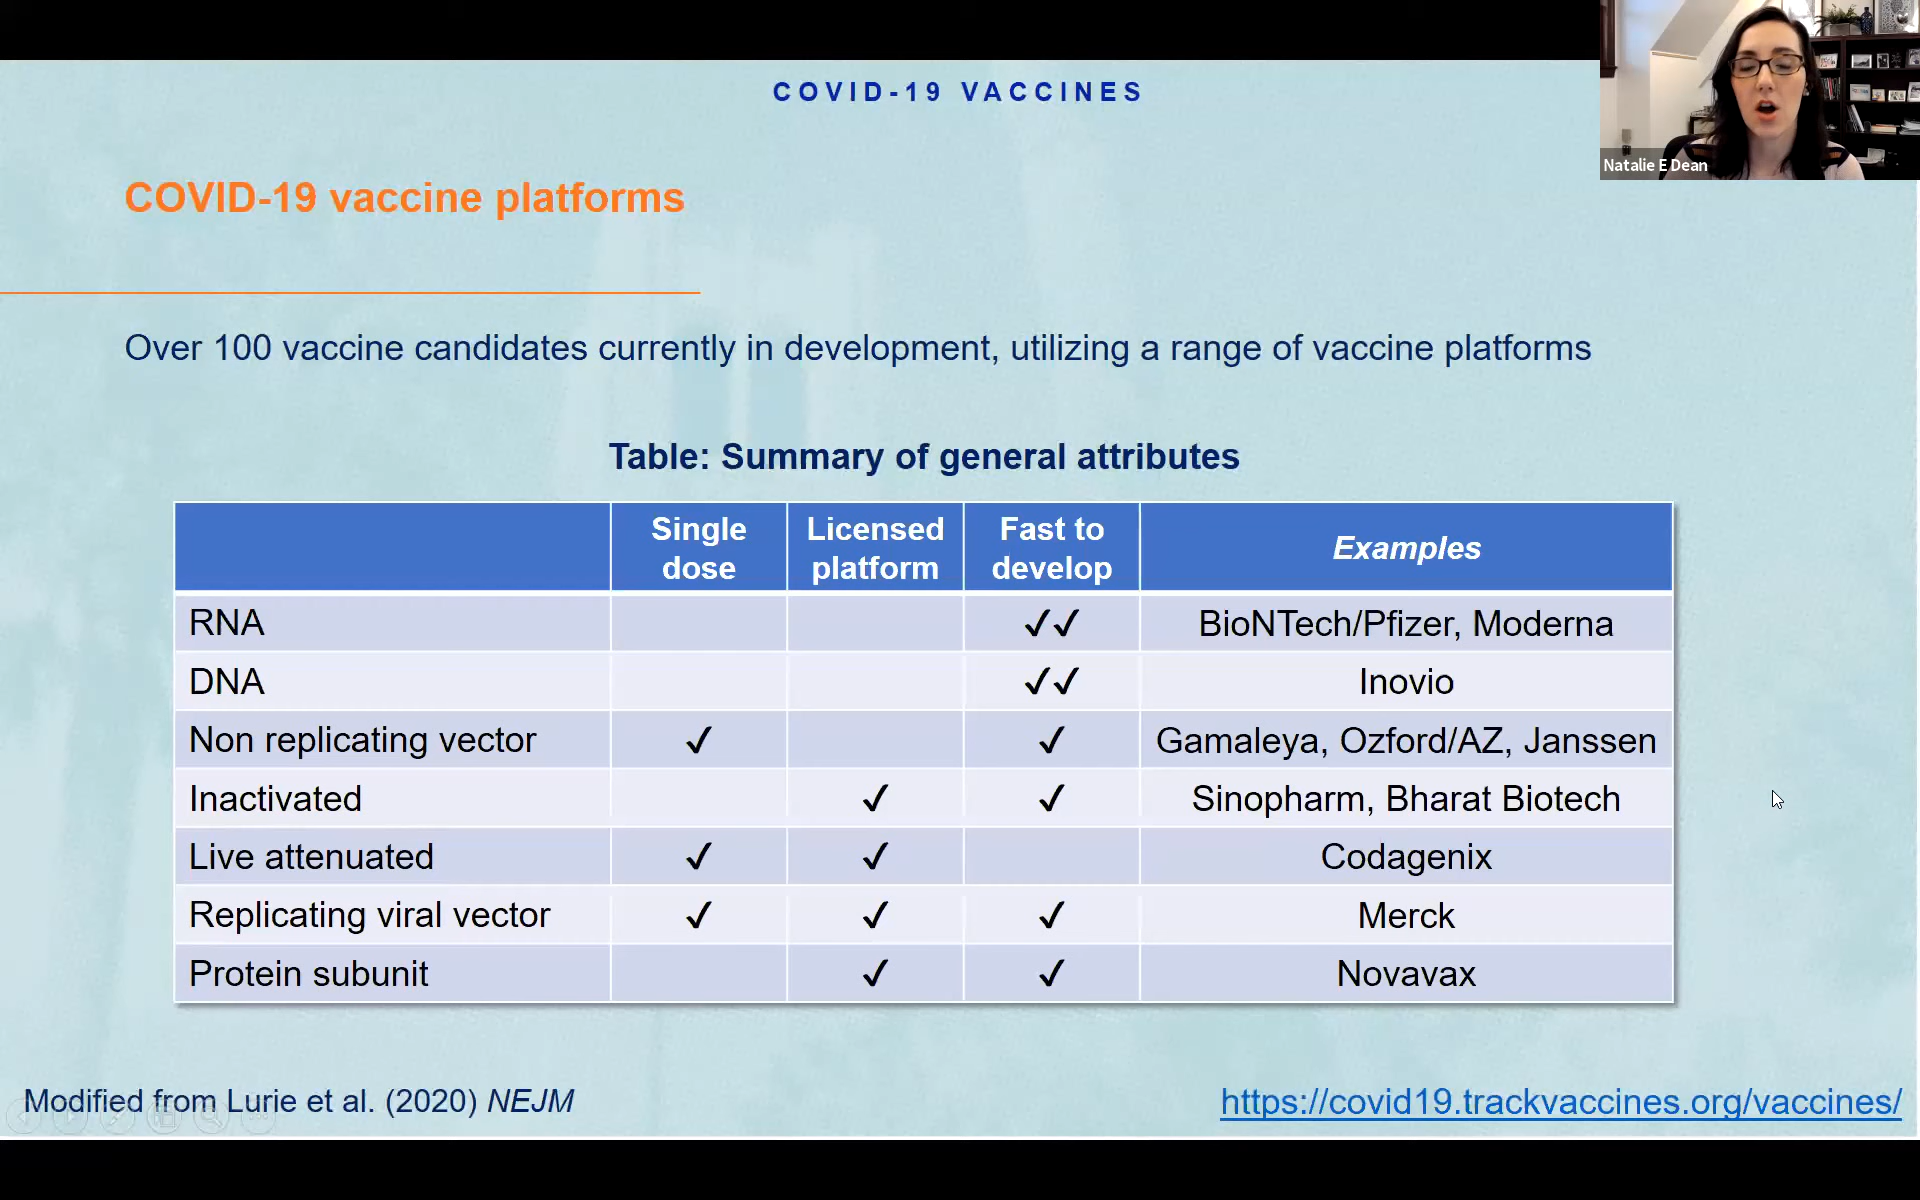 COVID-19 VACCINES
Natalie E Dean
COVID-19 vaccine platforms
Over 100 vaccine candidates currently in development, utilizing a range of vaccine platforms
Table: Summary of general attributes
Single dose Licensed platform Fast to develop Examples
RNA ✓✓ BioNTech/Pfizer, Moderna
DNA ✓✓ Inovio
Non replicating vector ✓ ✓ Gamaleya, Ozford/AZ, Janssen
Inactivated ✓ ✓ Sinopharm, Bharat Biotech
Live attenuated ✓ ✓ Codagenix
Replicating viral vector ✓ ✓ ✓ Merck
Protein subunit ✓ ✓ Novavax
Modified from Lurie et al. (2020) NEJM
https://covid19.trackvaccines.org/vaccines/